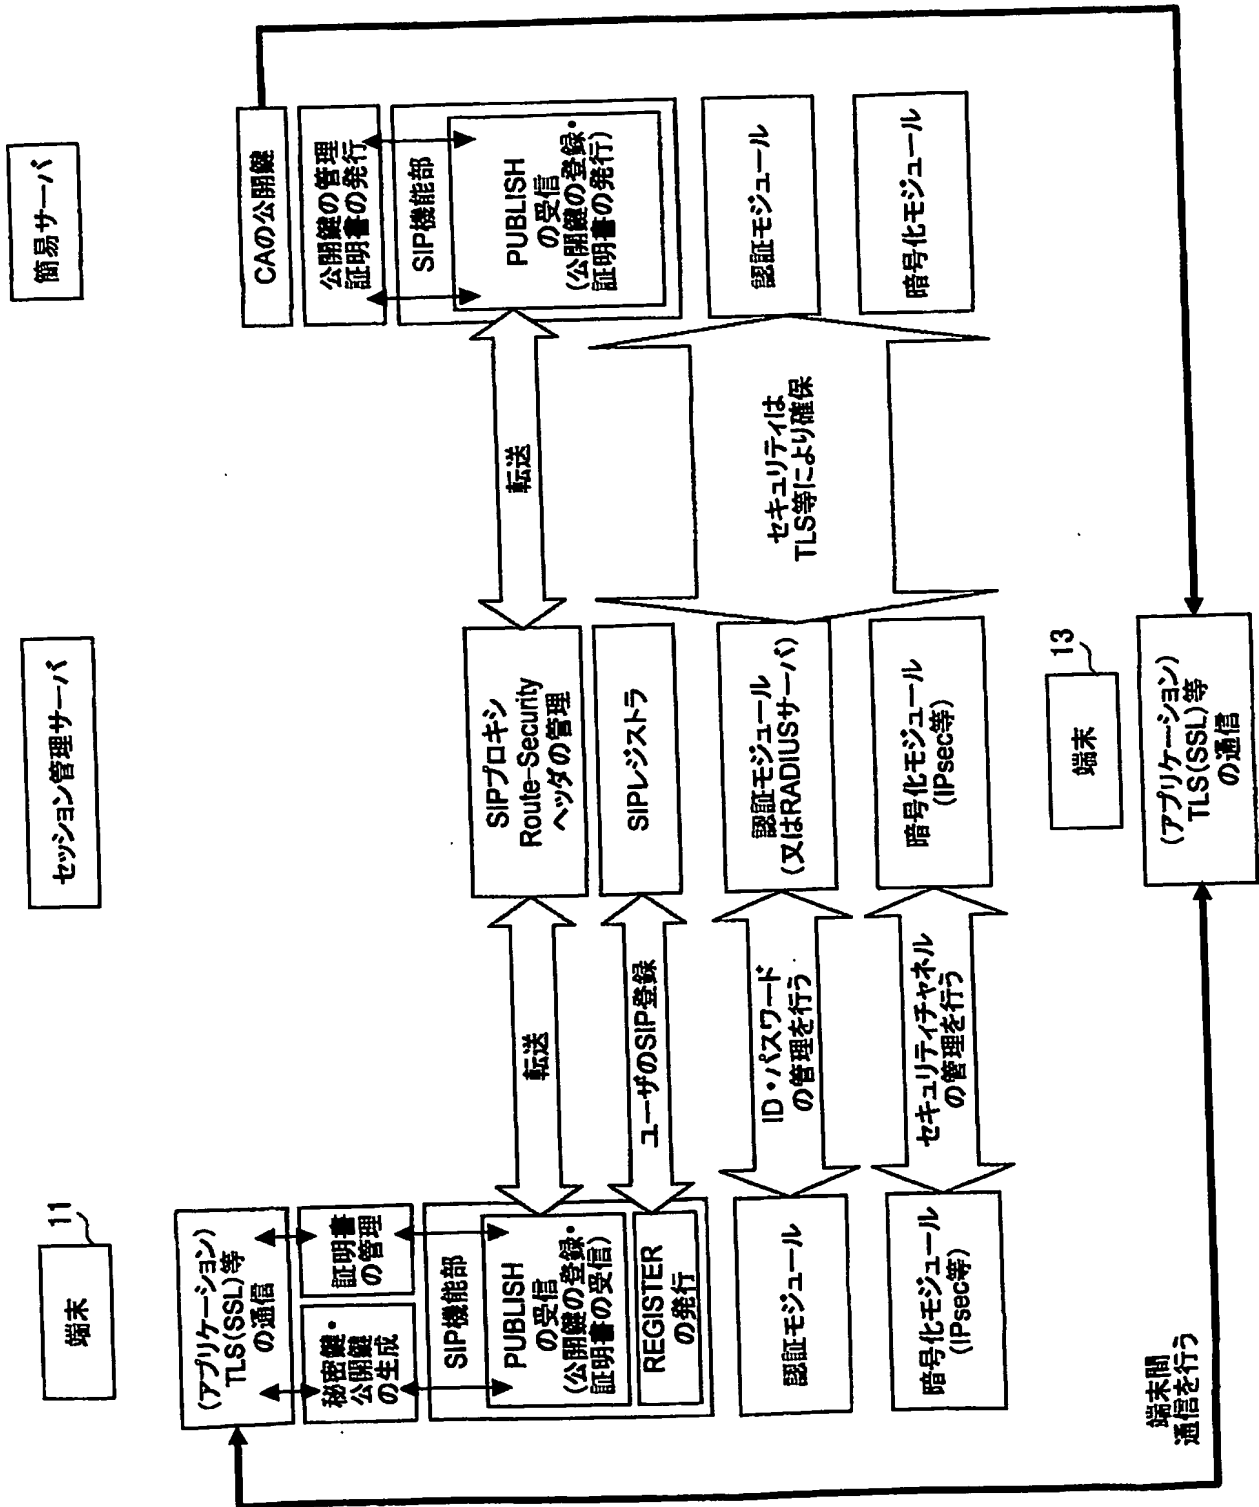 端末
11
(アプリケーション)
TLS(SSL)等
の通信
秘密鍵・
公開鍵
の生成
証明書
の管理
SIP機能部
PUBLISH
の受信
(公開鍵の登録・
証明書の受信)
REGISTER
の発行
認証モジュール
暗号化モジュール
(IPsec等)
転送
ユーザのSIP登録
ID・パスワード
の管理を行う
セキュリティチャネル
の管理を行う
セッション管理サーバ
SIPプロキシ
Route-Security
ヘッダの管理
SIPレジストラ
認証モジュール
(又はRADIUSサーバ)
暗号化モジュール
(IPsec等)
転送
セキュリティは
TLS等により確保
簡易サーバ
CAの公開鍵
公開鍵の管理
証明書の発行
SIP機能部
PUBLISH
の受信
(公開鍵の登録・
証明書の発行)
認証モジュール
暗号化モジュール
端末間
通信を行う
端末
13
(アプリケーション)
TLS(SSL)等
の通信